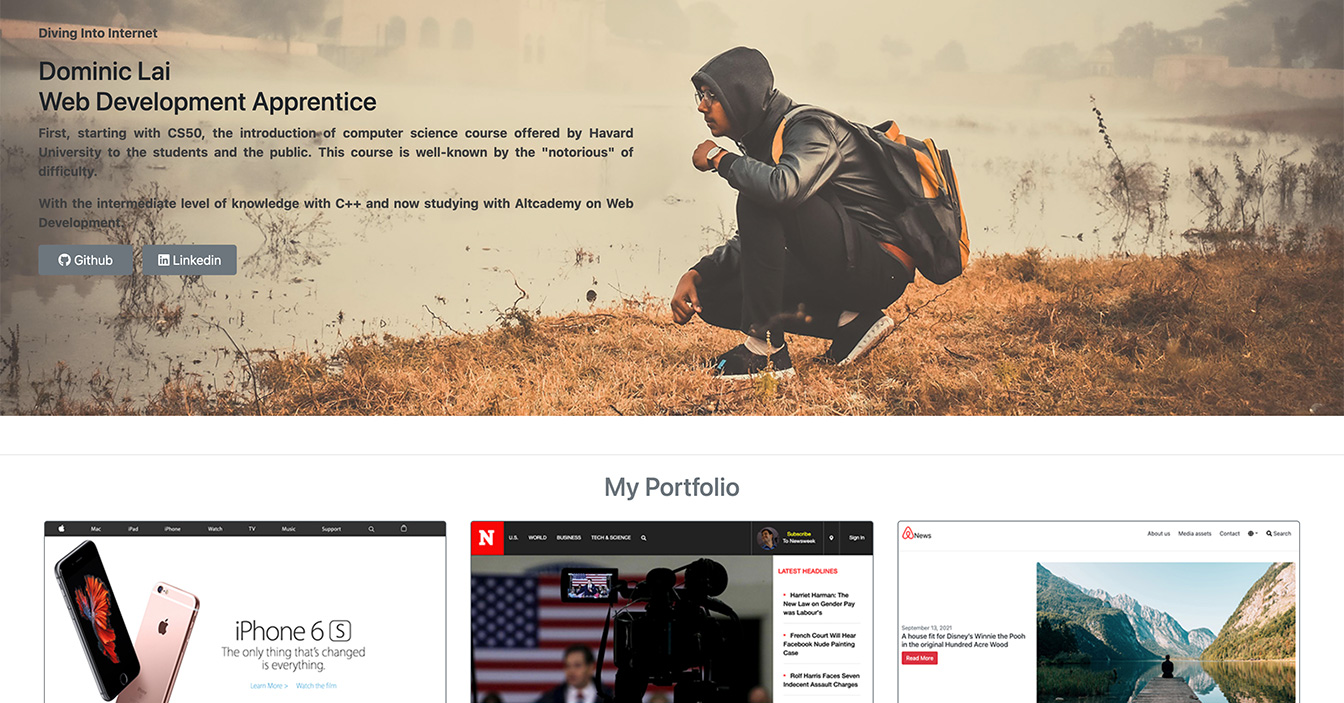 Diving Into Internet
Dominic Lai
Web Development Apprentice
First, starting with CS50, the introduction of computer science course offered by Havard
University to the students and the public. This course is well-known by the "notorious" of
difficulty.
With the intermediate level of knowledge with C++ and now studying with Altcademy on Web
Development.
Github Linkedin
My Portfolio
Mac iPad iPhone Watch TV Music Support
iPhone 6 S
The only thing that's changed
is everything.
Learn More > Watch the film
N U.S. WORLD BUSINESS TECH & SCIENCE
Subscribe
To Newsweek
Sign In
LATEST HEADLINES
Harriet Harman: The
New Law on Gender Pay
was Labour's
French Court Will Hear
Facebook Nude Painting
Case
Rolf Harris Faces Seven
Indecent Assault Charges
News About us Media assets Contact Search
September 13, 2021
A house fit for Disney's Winnie the Pooh
in the original Hundred Acre Wood
Read More